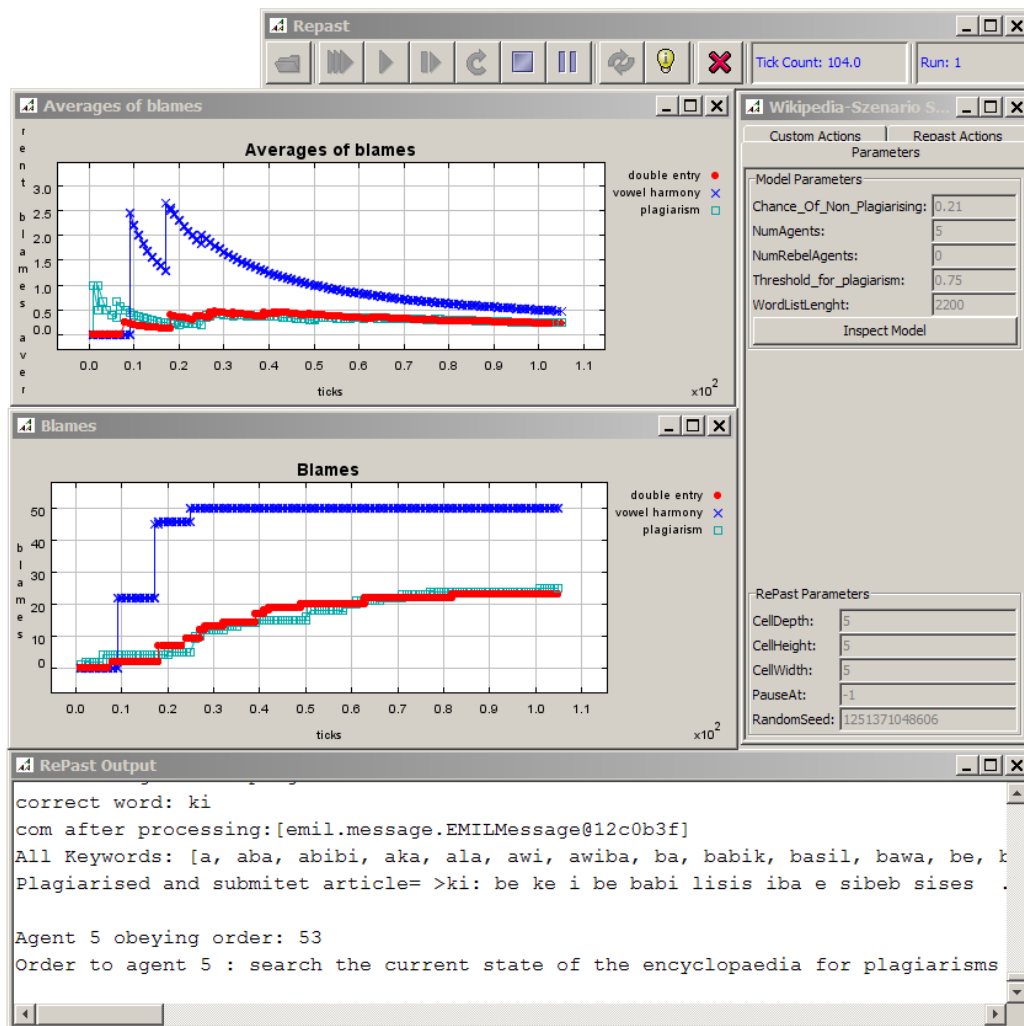 Repast
Tick Count: 104.0
Run: 1
Averages of blames
Averages of blames
rent blames aver
3.0
2.5
2.0
1.5
1.0
0.5
0.0
double entry
vowel harmony
plagiarism
0.0 0.1 0.2 0.3 0.4 0.5 0.6 0.7 0.8 0.9 1.0 1.1
ticks
x10²
Wikipedia-Szenario S...
Custom Actions
Repast Actions
Parameters
Model Parameters
Chance_Of_Non_Plagiarising: 0.21
NumAgents: 5
NumRebelAgents: 0
Threshold_for_plagiarism: 0.75
WordListLenght: 2200
Inspect Model
RePast Parameters
CellDepth: 5
CellHeight: 5
CellWidth: 5
PauseAt: -1
RandomSeed: 1251371048606
Blames
Blames
blames
50
40
30
20
10
0
double entry
vowel harmony
plagiarism
0.0 0.1 0.2 0.3 0.4 0.5 0.6 0.7 0.8 0.9 1.0 1.1
ticks
x10²
RePast Output
correct word: ki
com after processing:[emil.message.EMILMessage@12c0b3f]
All Keywords: [a, aba, abibi, aka, ala, awi, awiba, ba, babik, basil, bawa, be, b
Plagiarised and submitet article= >ki: be ke i be babi lisis iba e sibeb sises .
Agent 5 obeying order: 53
Order to agent 5 : search the current state of the encyclopaedia for plagiarisms